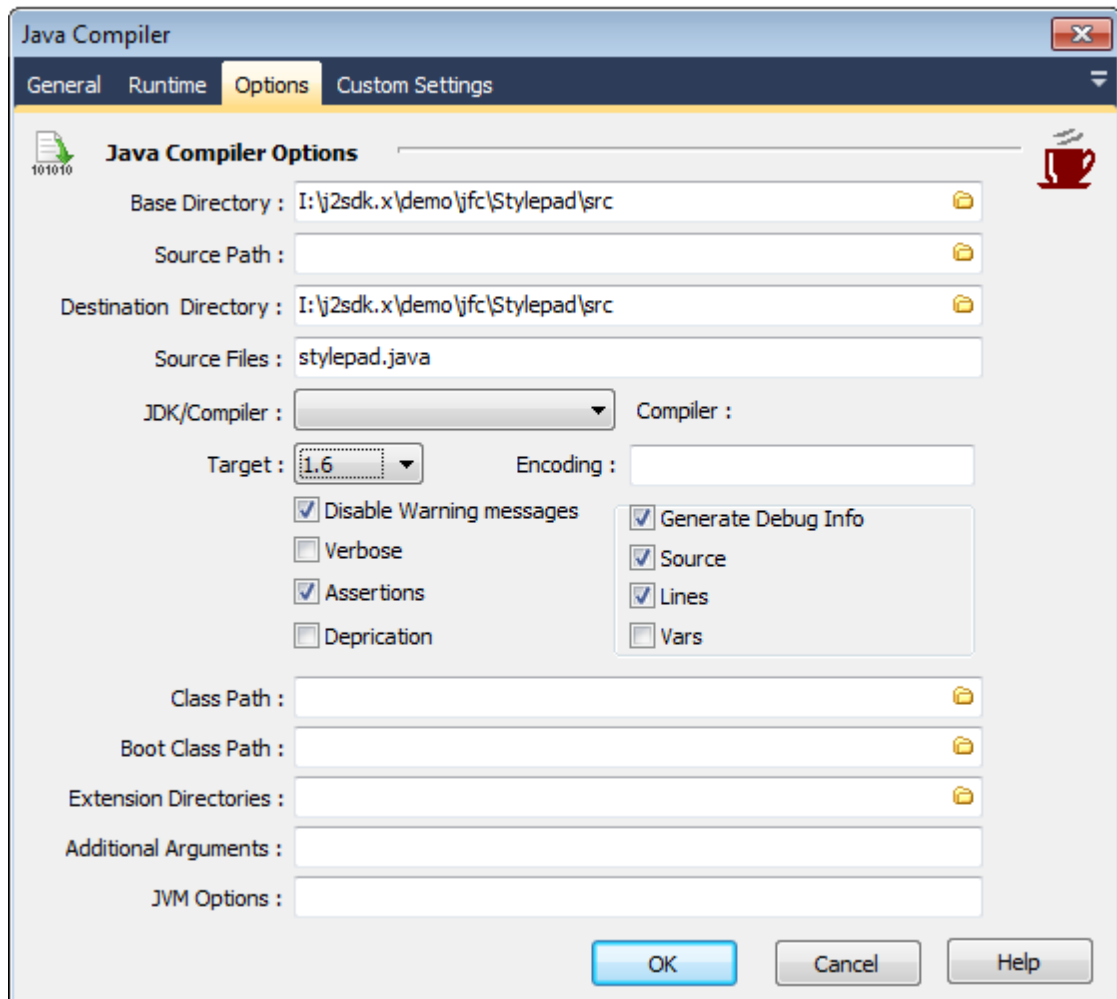 Java Compiler
General Runtime Options Custom Settings
101010
Java Compiler Options
Base Directory : I:\j2sdk.x\demo\jfc\Stylepad\src
Source Path :
Destination Directory : I:\j2sdk.x\demo\jfc\Stylepad\src
Source Files : stylepad.java
JDK/Compiler : Compiler :
Target : 1.6 Encoding :
Disable Warning messages Generate Debug Info
Verbose Source
Assertions Lines
Deprication Vars
Class Path :
Boot Class Path :
Extension Directories :
Additional Arguments :
JVM Options :
OK Cancel Help